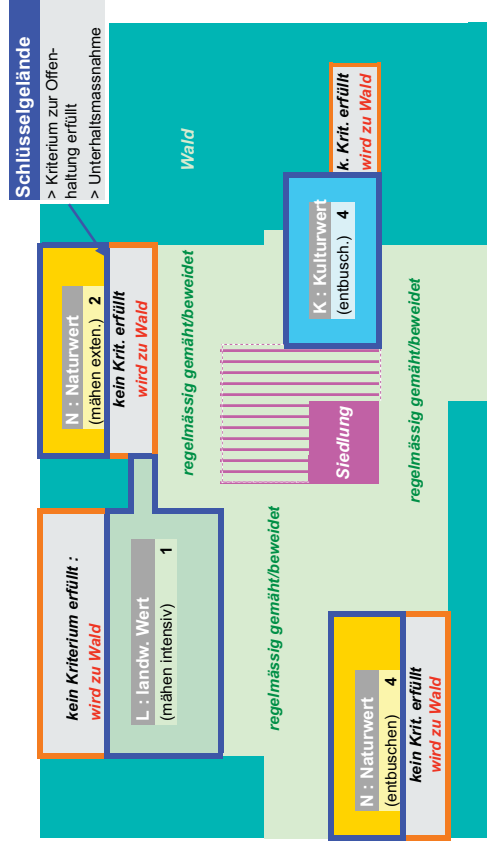 Schlüsselgelände
> Kriterium zur Offen-
haltung erfüllt
> Unterhaltsmassnahme
kein Kriterium erfüllt :
wird zu Wald
L : landw. Wert
(mähen intensiv) 1
N : Naturwert
(mähen exten.) 2
kein Krit. erfüllt
wird zu Wald
Wald
regelmässig gemäht/beweidet
regelmässig gemäht/beweidet
Siedlung
K : Kulturwert
(entbusch.) 4
k. Krit. erfüllt
wird zu Wald
N : Naturwert
(entbuschen) 4
kein Krit. erfüllt
wird zu Wald
regelmässig gemäht/beweidet